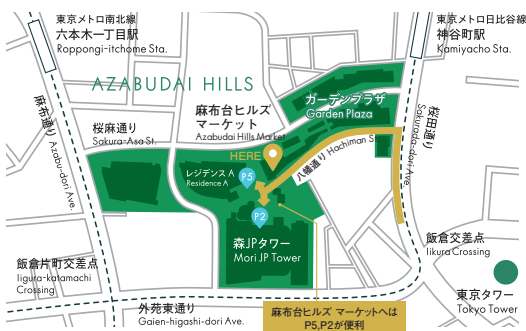 東京メトロ南北線
六本木一丁目駅
Roppongi-itchome Sta.
東京メトロ日比谷線
神谷町駅
Kamiyacho Sta.
AZABUDAI HILLS
麻布通り Azabu-dori Ave.
桜麻通り
Sakura-Asa St.
麻布台ヒルズ
マーケット
Azabudai Hills Market
ガーデンプラザ
Garden Plaza
桜田通り
Sakurada-dori Ave.
HERE
八幡通り Hachiman St.
レジデンス A
Residence A
P5
P2
森JPタワー
Mori JP Tower
飯倉片町交差点
Iigura-katamachi
Crossing
飯倉交差点
Iikura Crossing
外苑東通り
Gaien-higashi-dori Ave.
東京タワー
Tokyo Tower
麻布台ヒルズ マーケットへは
P5,P2が便利